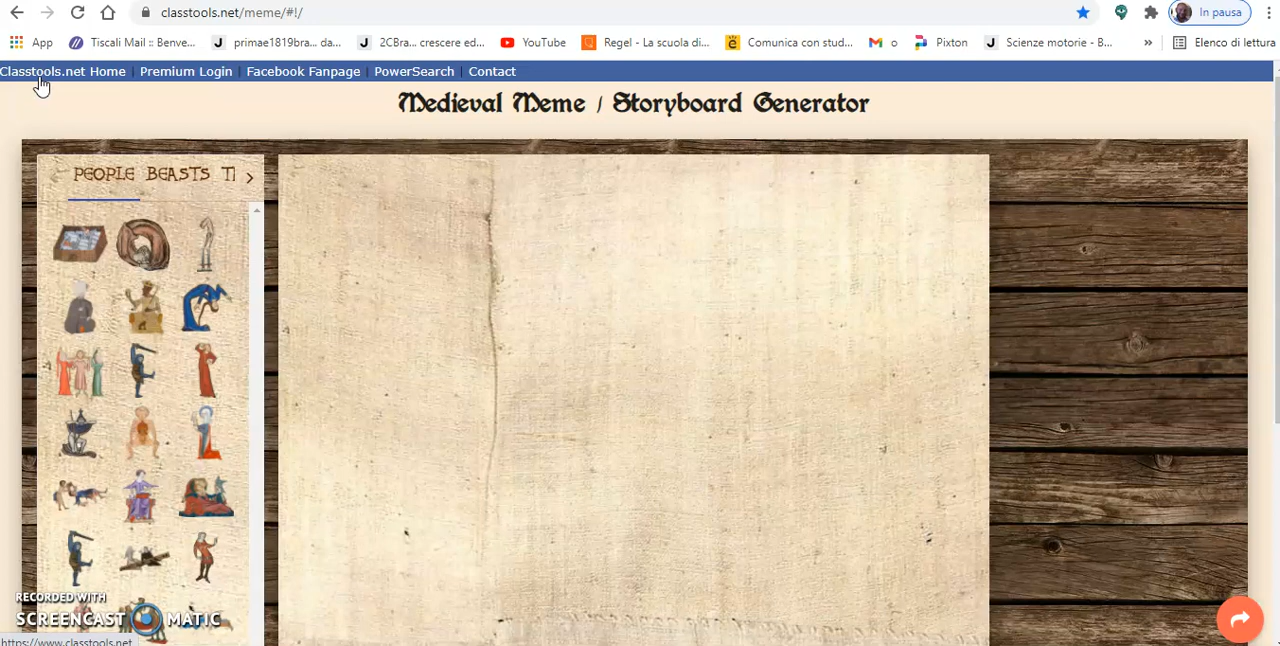 classtools.net/meme/#!/
In pausa
App
Tiscali Mail :: Benve...
primae1819bra... da...
2CBra... crescere ed...
YouTube
Regel - La scuola di...
Comunica con stud...
o
Pixton
Scienze motorie - B...
»
Elenco di lettura
Classtools.net Home | Premium Login | Facebook Fanpage | PowerSearch | Contact
Medieval Meme / Storyboard Generator
PEOPLE BEASTS
RECORDED WITH
SCREENCAST MATIC
https://www.classtools.net